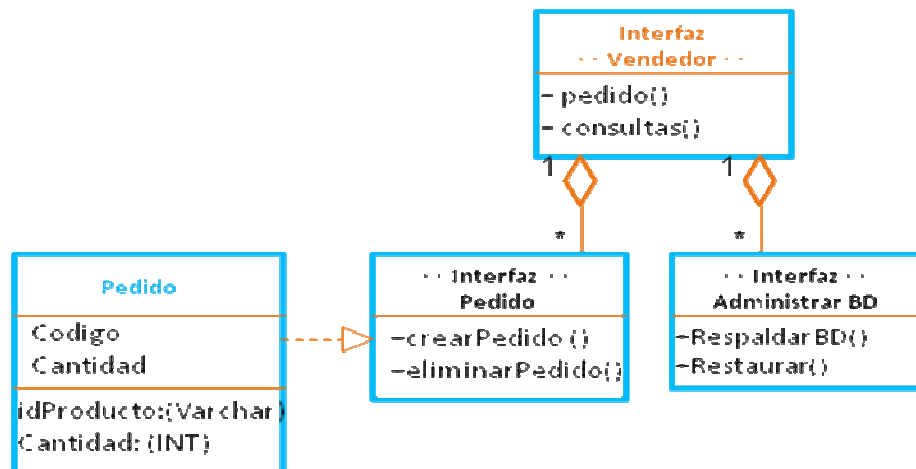 Interfaz
-- Vendedor --
- pedido()
- consultas()
1
1
*
*
Pedido
Codigo
Cantidad
idProducto:(Varchar)
Cantidad: (INT)
-- Interfaz --
Pedido
-crearPedido ()
-eliminarPedido()
-- Interfaz --
Administrar BD
-RespaldarBD()
-Restaurar()